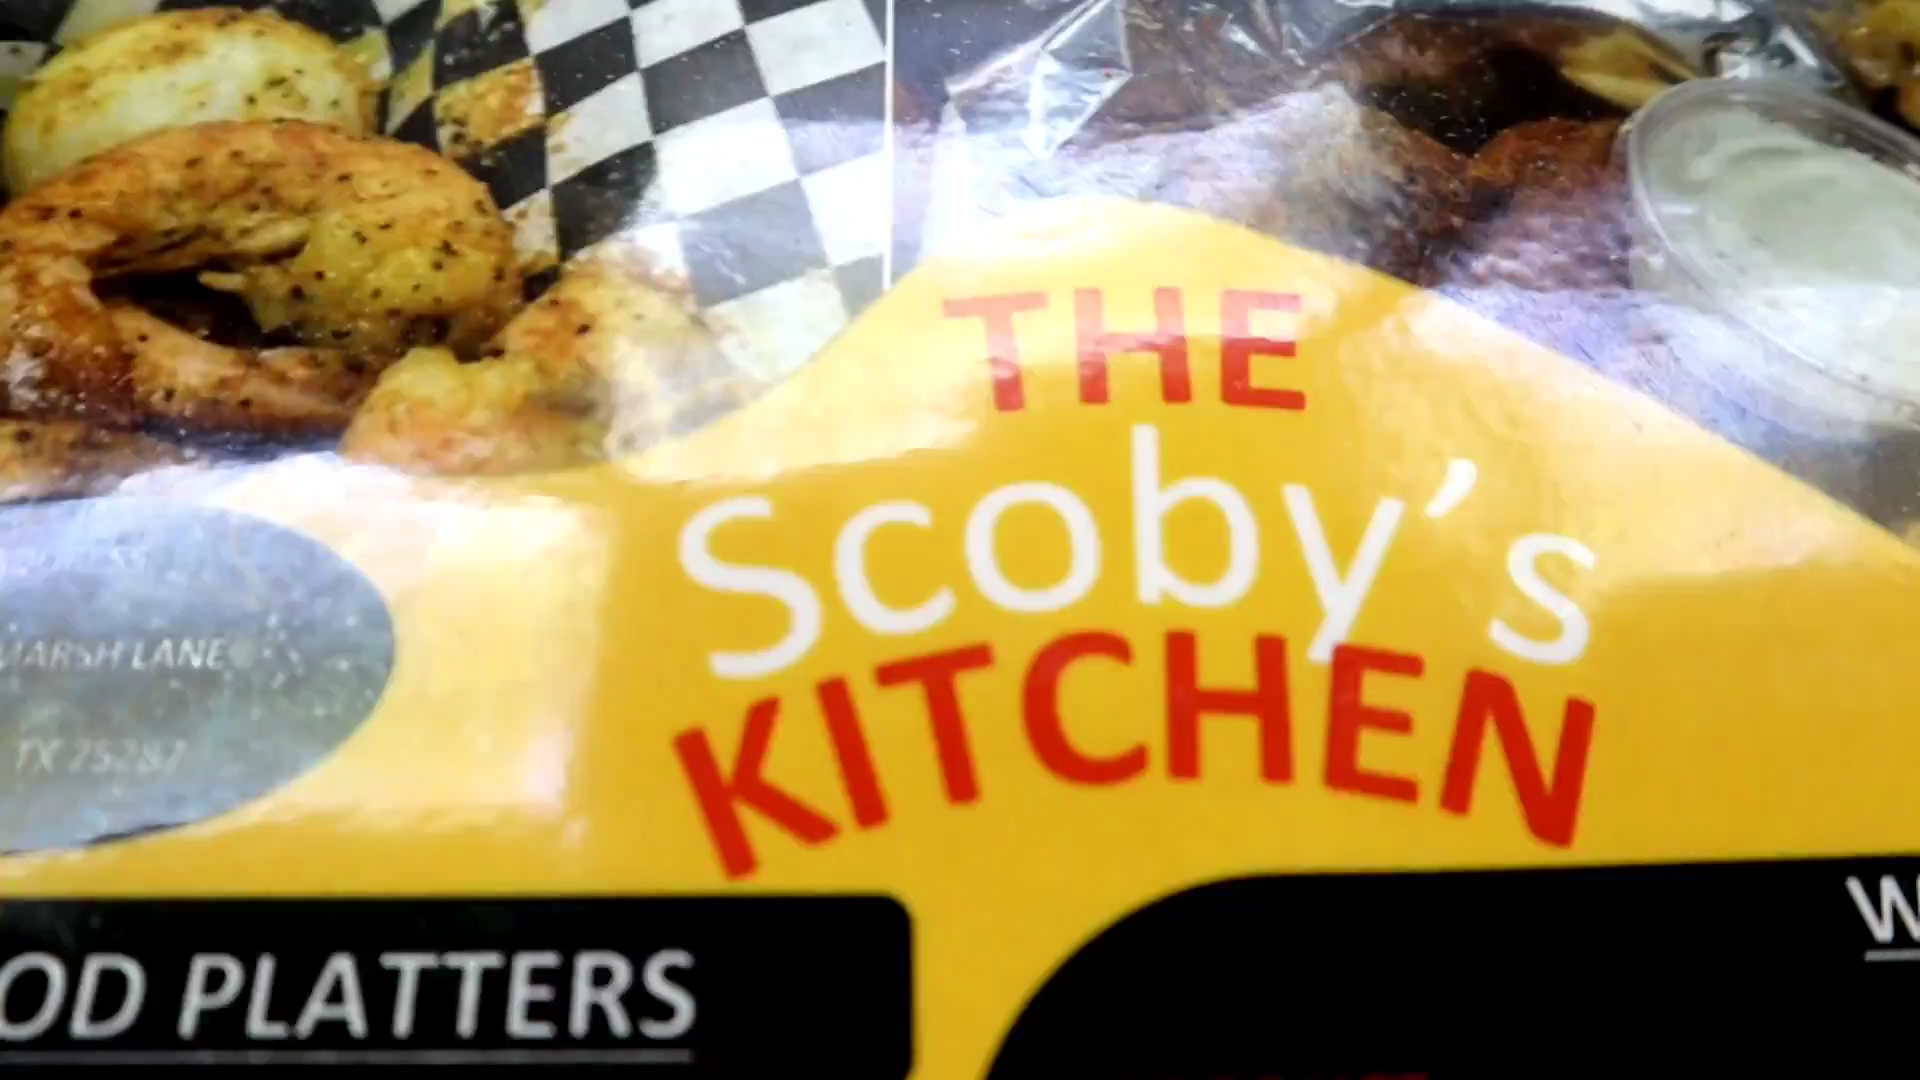 THE
Scoby's
KITCHEN
MARSH LANE
TX 75287
OD PLATTERS
W